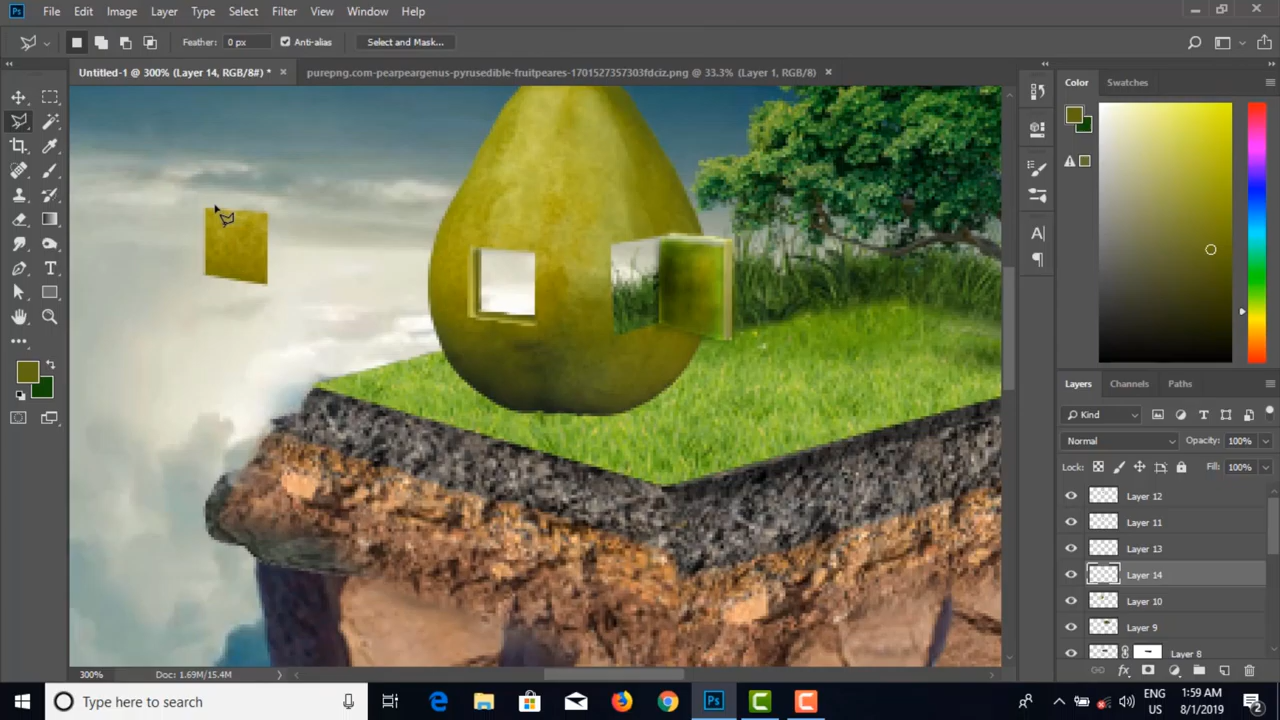 Ps File Edit Image Layer Type Select Filter View Window Help
Feather: 0 px Anti-alias Select and Mask...
Untitled-1 @ 300% (Layer 14, RGB/8#) *
purepng.com-pearpeargenus-pyrusedible-fruitpeares-1701527357303fdciz.png @ 33.3% (Layer 1, RGB/8)
Color Swatches
Layers Channels Paths
Kind
Normal Opacity: 100%
Lock: Fill: 100%
Layer 12
Layer 11
Layer 13
Layer 14
Layer 10
Layer 9
Layer 8
300% Doc: 1.69M/15.4M
Type here to search
Ps
ENG
US
1:59 AM
8/1/2019
2